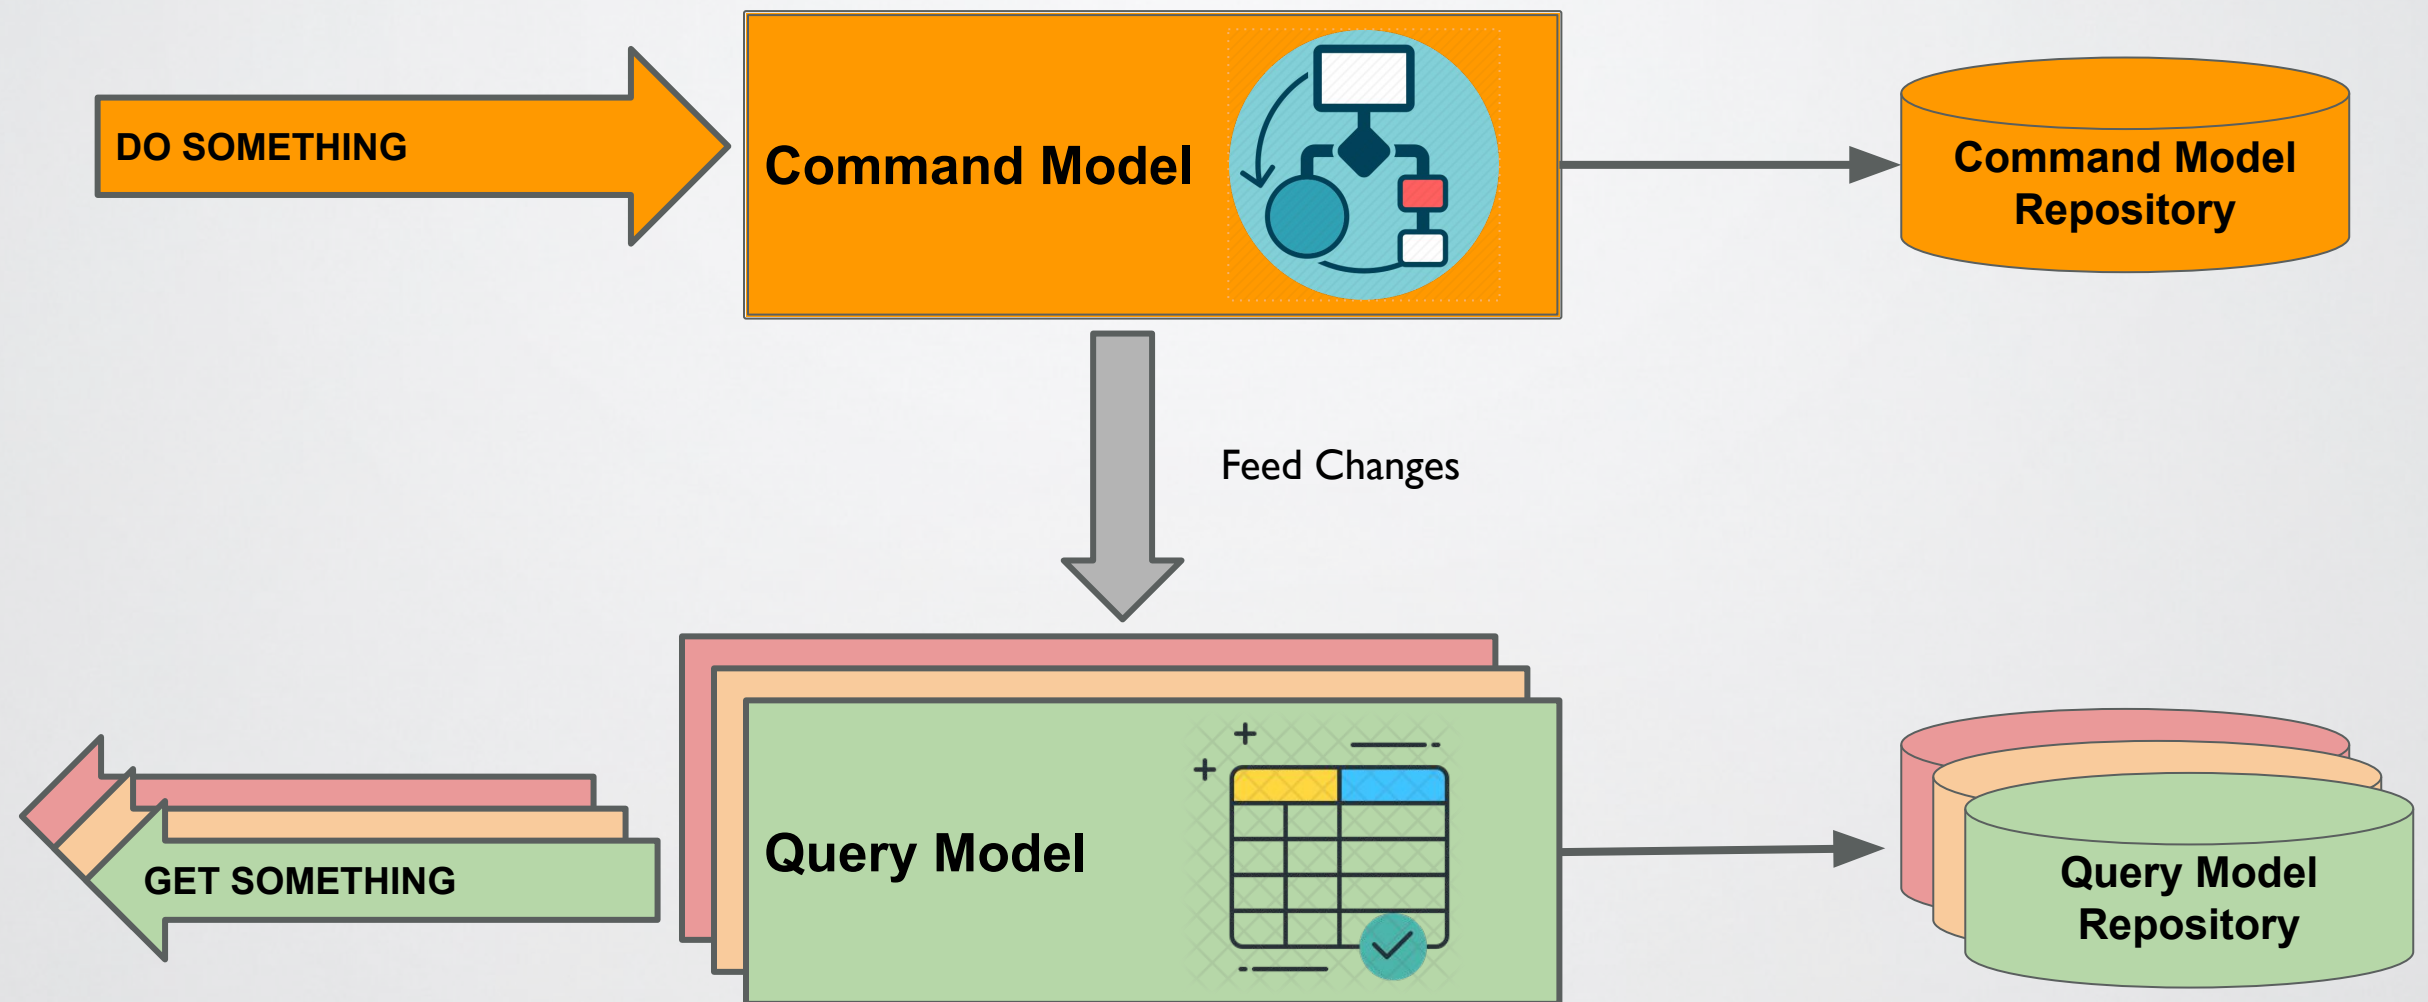 DO SOMETHING
Command Model
Command Model
Repository
Feed Changes
GET SOMETHING
Query Model
Query Model
Repository